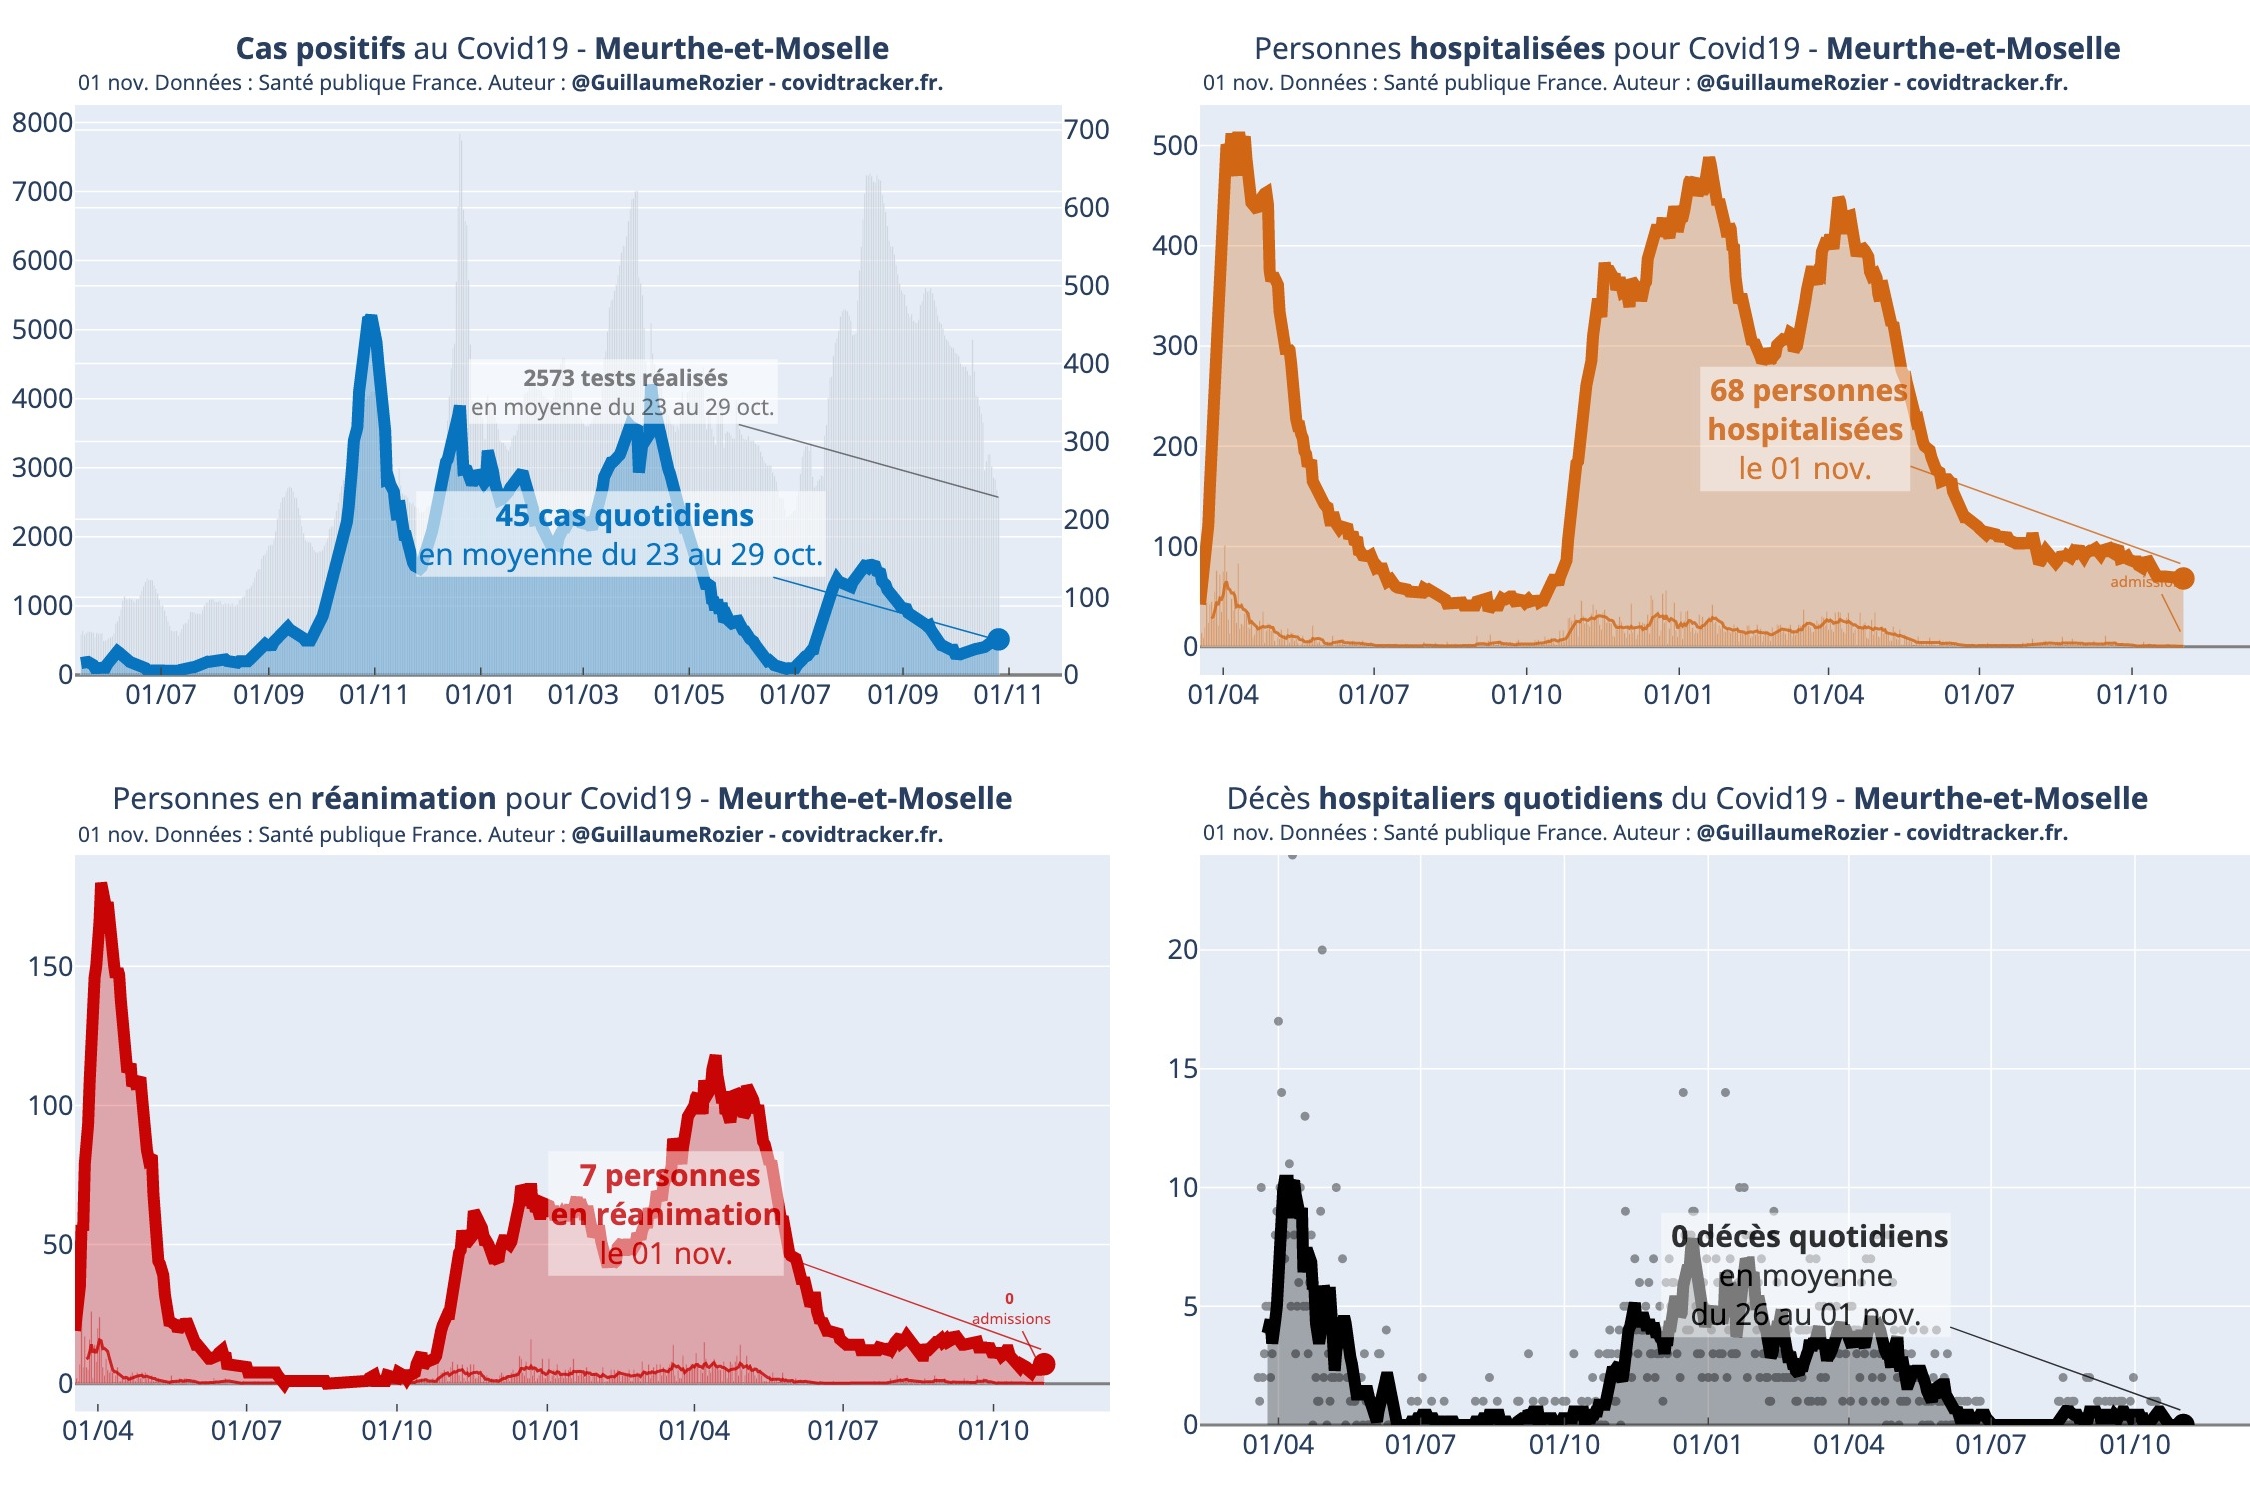 Cas positifs au Covid19 - Meurthe-et-Moselle
01 nov. Données : Santé publique France. Auteur : @GuillaumeRozier - covidtracker.fr.
8000
7000
6000
5000
4000
3000
2000
1000
0
700
600
500
400
300
200
100
0
2573 tests réalisés
en moyenne du 23 au 29 oct.
45 cas quotidiens
en moyenne du 23 au 29 oct.
01/07 01/09 01/11 01/01 01/03 01/05 01/07 01/09 01/11
Personnes hospitalisées pour Covid19 - Meurthe-et-Moselle
01 nov. Données : Santé publique France. Auteur : @GuillaumeRozier - covidtracker.fr.
500
400
300
200
100
0
68 personnes
hospitalisées
le 01 nov.
01/04 01/07 01/10 01/01 01/04 01/07 01/10
Personnes en réanimation pour Covid19 - Meurthe-et-Moselle
01 nov. Données : Santé publique France. Auteur : @GuillaumeRozier - covidtracker.fr.
150
100
50
0
7 personnes
en réanimation
le 01 nov.
0
admissions
01/04 01/07 01/10 01/01 01/04 01/07 01/10
Décès hospitaliers quotidiens du Covid19 - Meurthe-et-Moselle
01 nov. Données : Santé publique France. Auteur : @GuillaumeRozier - covidtracker.fr.
20
15
10
5
0
0 décès quotidiens
en moyenne
du 26 au 01 nov.
01/04 01/07 01/10 01/01 01/04 01/07 01/10